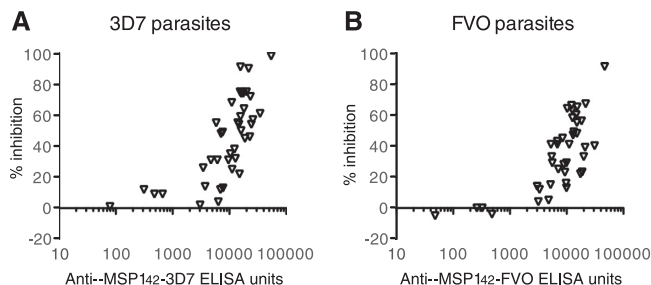 A 3D7 parasites
B FVO parasites
% inhibition
100
80
60
40
20
0
-20
10 100 1000 10000 100000
Anti--MSP142-3D7 ELISA units
% inhibition
100
80
60
40
20
0
-20
10 100 1000 10000 100000
Anti--MSP142-FVO ELISA units